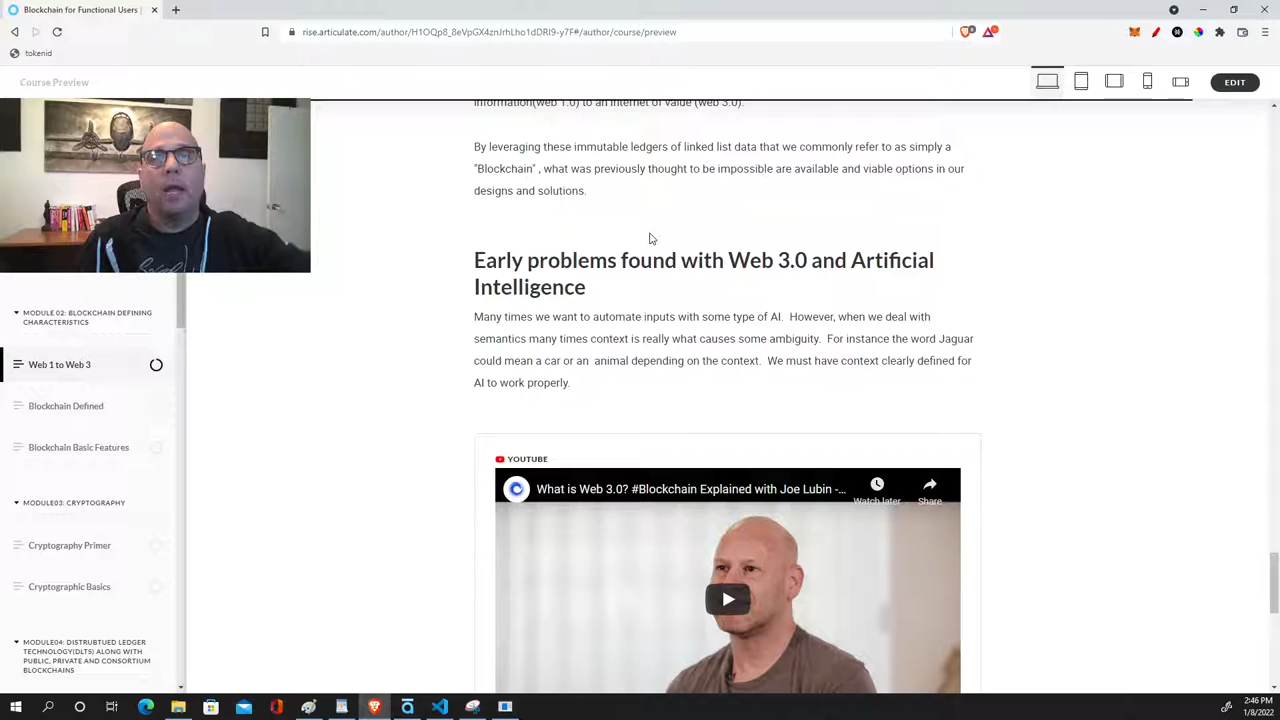 Blockchain for Functional Users |
rise.articulate.com/author/H1OQp8_8eVpGX4znJrhLho1dDRI9-y7F#/author/course/preview
tokenid
Course Preview
EDIT
information(web 1.0) to an internet of value (web 3.0).
By leveraging these immutable ledgers of linked list data that we commonly refer to as simply a
"Blockchain" , what was previously thought to be impossible are available and viable options in our
designs and solutions.
Early problems found with Web 3.0 and Artificial
Intelligence
Many times we want to automate inputs with some type of AI. However, when we deal with
semantics many times context is really what causes some ambiguity. For instance the word Jaguar
could mean a car or an animal depending on the context. We must have context clearly defined for
AI to work properly.
YOUTUBE
What is Web 3.0? #Blockchain Explained with Joe Lubin -...
Watch later
Share
MODULE 02: BLOCKCHAIN DEFINING
CHARACTERISTICS
Web 1 to Web 3
Blockchain Defined
Blockchain Basic Features
MODULE03: CRYPTOGRAPHY
Cryptography Primer
Cryptographic Basics
MODULE04: DISTRUBTUED LEDGER
TECHNOLOGY(DLTS) ALONG WITH
PUBLIC, PRIVATE AND CONSORTIUM
BLOCKCHAINS
2:46 PM
1/8/2022